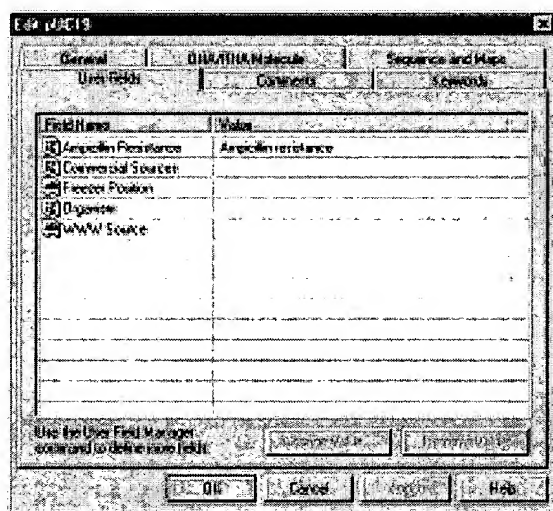 Edit pUC19
General DNA/RNA Molecule Sequence and Maps
User Fields Comments Keywords
Field Name Value
Ampicillin Resistance Ampicillin resistance
Commercial Sources
Freezer Position
Organism
WWW Source
Use the User Field Manager
command to define more fields
OK Cancel Apply Help